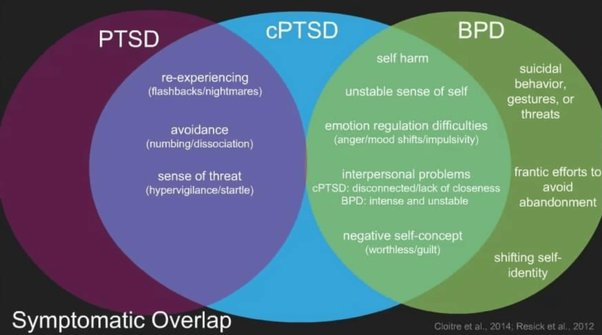 PTSD
cPTSD
BPD
re-experiencing
(flashbacks/nightmares)
avoidance
(numbing/dissociation)
sense of threat
(hypervigilance/startle)
self harm
unstable sense of self
emotion regulation difficulties
(anger/mood shifts/impulsivity)
interpersonal problems
cPTSD: disconnected/lack of closeness
BPD: intense and unstable
negative self-concept
(worthless/guilt)
suicidal
behavior,
gestures, or
threats
frantic efforts to
avoid
abandonment
shifting self-
identity
Symptomatic Overlap
Cloitre et al., 2014; Resick et al., 2012